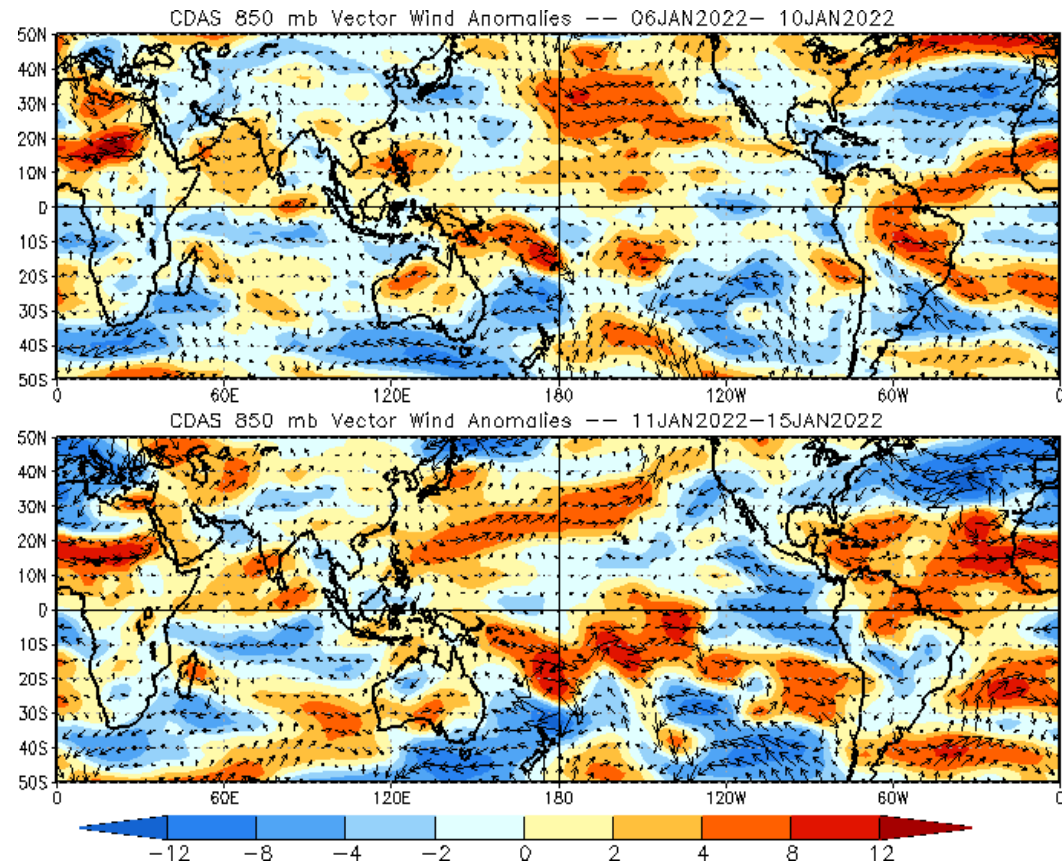 CDAS 850 mb Vector Wind Anomalies -- 06JAN2022- 10JAN2022
50N
40N
30N
20N
10N
0
10S
20S
30S
40S
50S
0 60E 120E 180 120W 60W 0
CDAS 850 mb Vector Wind Anomalies -- 11JAN2022-15JAN2022
50N
40N
30N
20N
10N
0
10S
20S
30S
40S
50S
0 60E 120E 180 120W 60W 0
-12 -8 -4 -2 0 2 4 8 12